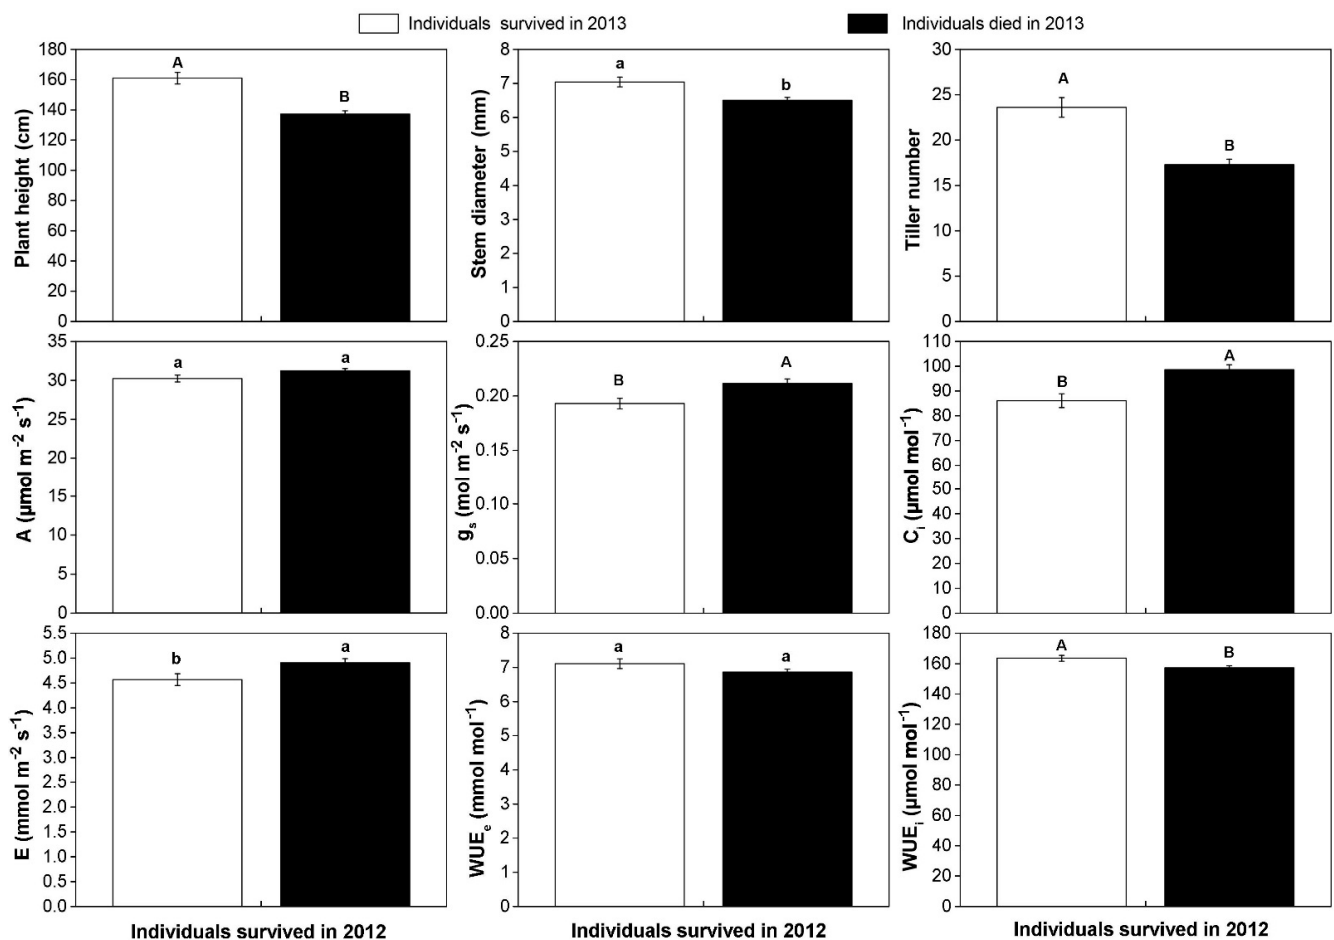 Individuals survived in 2013
Individuals died in 2013
180
160
140
120
100
80
60
40
20
0
Plant height (cm)
A
B
8
7
6
5
4
3
2
1
0
Stem diameter (mm)
a
b
30
25
20
15
10
5
0
Tiller number
A
B
35
30
25
20
15
10
5
0
A (µmol m⁻² s⁻¹)
a
a
0.25
0.20
0.15
0.10
0.05
0.00
gₛ (mol m⁻² s⁻¹)
B
A
110
100
90
80
70
60
50
40
30
20
10
0
Cᵢ (µmol mol⁻¹)
B
A
5.5
5.0
4.5
4.0
3.5
3.0
2.5
2.0
1.5
1.0
0.5
0.0
E (mmol m⁻² s⁻¹)
b
a
8
7
6
5
4
3
2
1
0
WUEₑ (mmol mol⁻¹)
a
a
180
160
140
120
100
80
60
40
20
0
WUEᵢ (µmol mol⁻¹)
A
B
Individuals survived in 2012
Individuals survived in 2012
Individuals survived in 2012